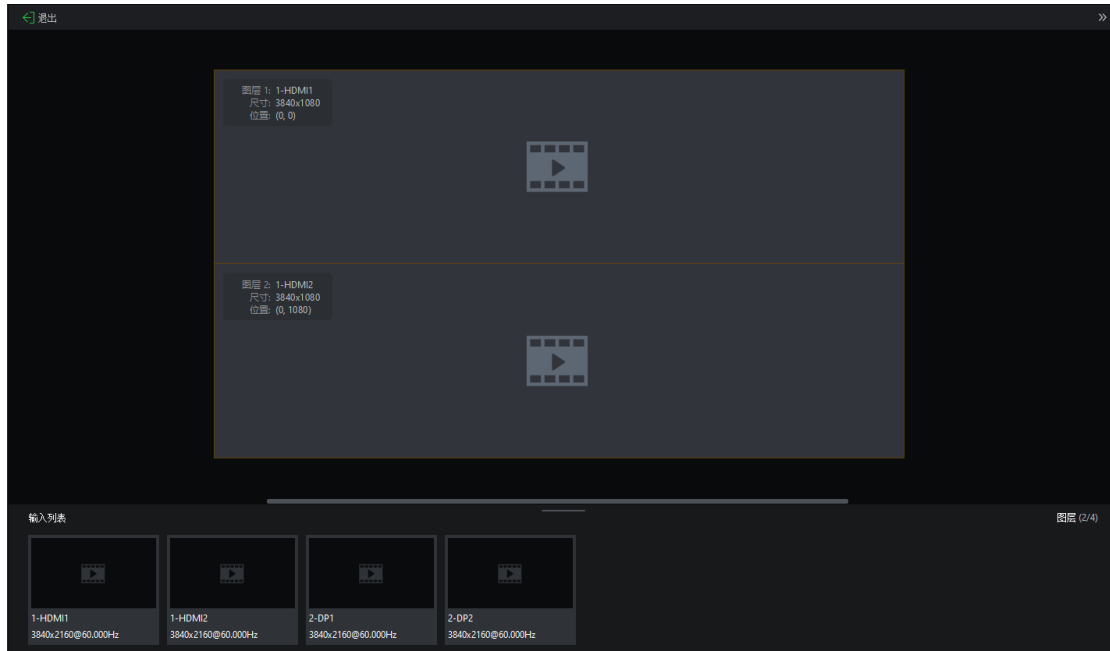 退出
图层 1: 1-HDMI1
尺寸: 3840x1080
位置: (0, 0)
图层 2: 1-HDMI2
尺寸: 3840x1080
位置: (0, 1080)
输入列表
图层 (2/4)
1-HDMI1
3840x2160@60.000Hz
1-HDMI2
3840x2160@60.000Hz
2-DP1
3840x2160@60.000Hz
2-DP2
3840x2160@60.000Hz